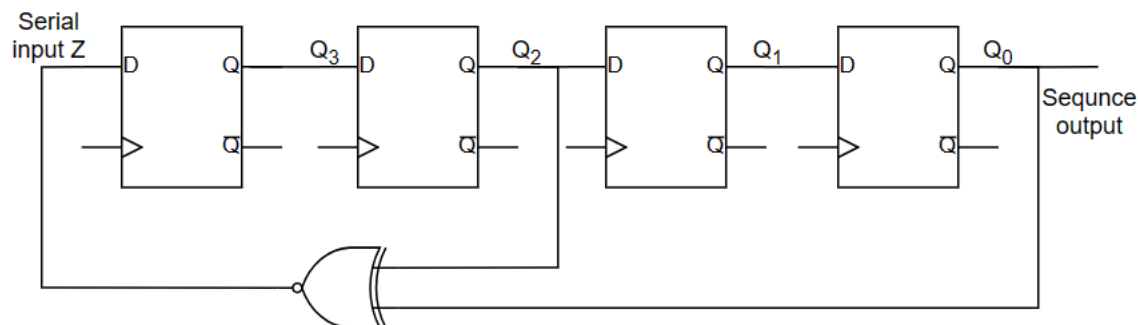 Serial
input Z
D Q Q₃ D Q Q₂ D Q Q₁ D Q Q₀
Q̅ Q̅ Q̅ Q̅
Sequnce
output